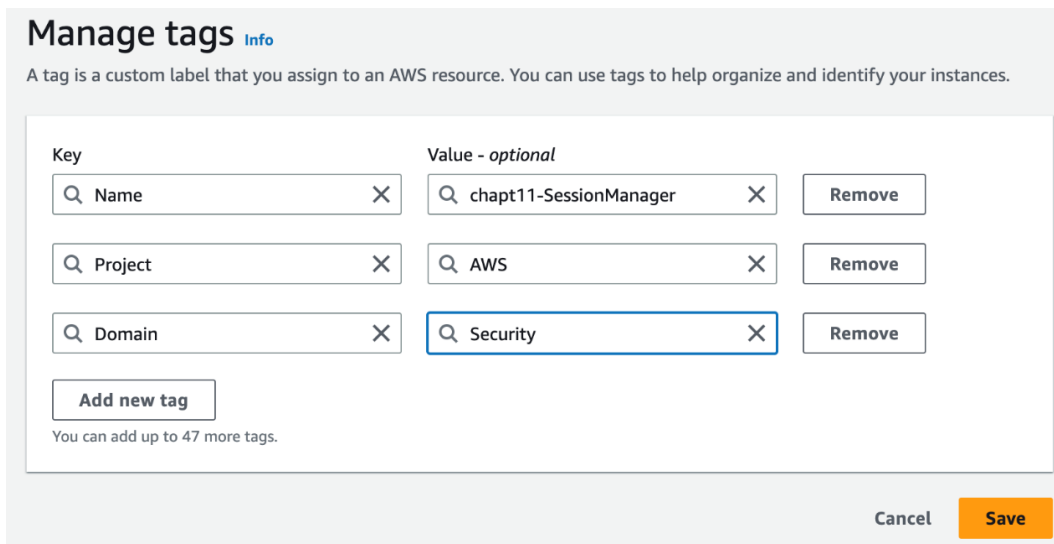 Manage tags Info
A tag is a custom label that you assign to an AWS resource. You can use tags to help organize and identify your instances.
Key Value - optional
Name chapt11-SessionManager Remove
Project AWS Remove
Domain Security Remove
Add new tag
You can add up to 47 more tags.
Cancel Save